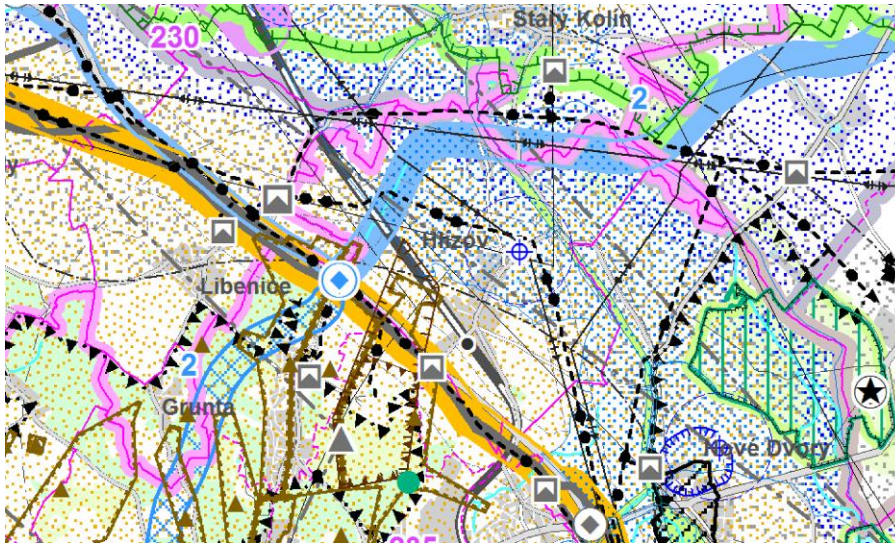 Starý Kolín
230
2
Hlízov
Libenice
2
Grunta
Nové Dvory